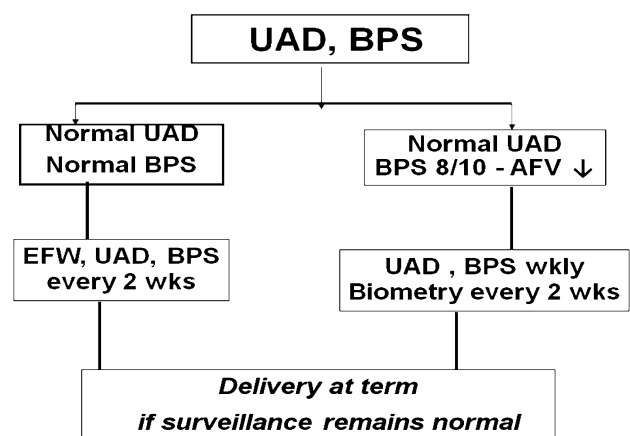 UAD, BPS
Normal UAD
Normal BPS
Normal UAD
BPS 8/10 - AFV ↓
EFW, UAD, BPS
every 2 wks
UAD , BPS wkly
Biometry every 2 wks
Delivery at term
if surveillance remains normal